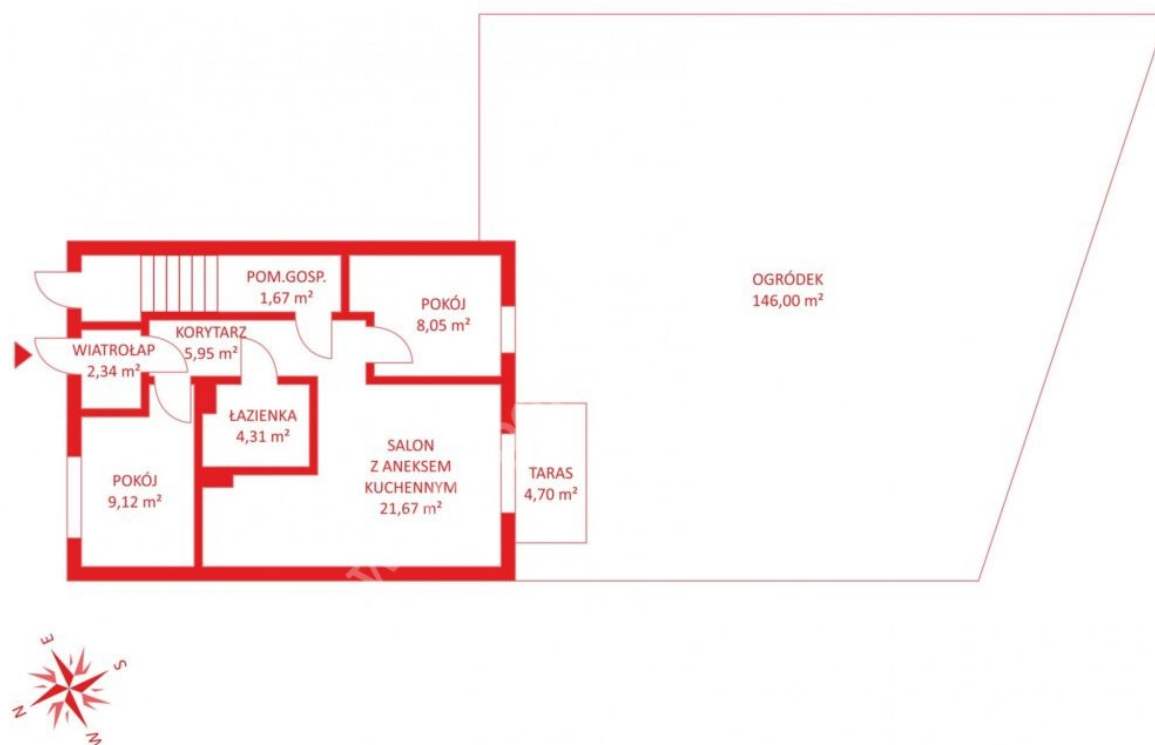 OGRÓDEK
146,00 m²
POM.GOSP.
1,67 m²
POKÓJ
8,05 m²
KORYTARZ
5,95 m²
WIATROŁAP
2,34 m²
ŁAZIENKA
4,31 m²
SALON
Z ANEKSEM
KUCHENNYM
21,67 m²
TARAS
4,70 m²
POKÓJ
9,12 m²
E
S
N
W